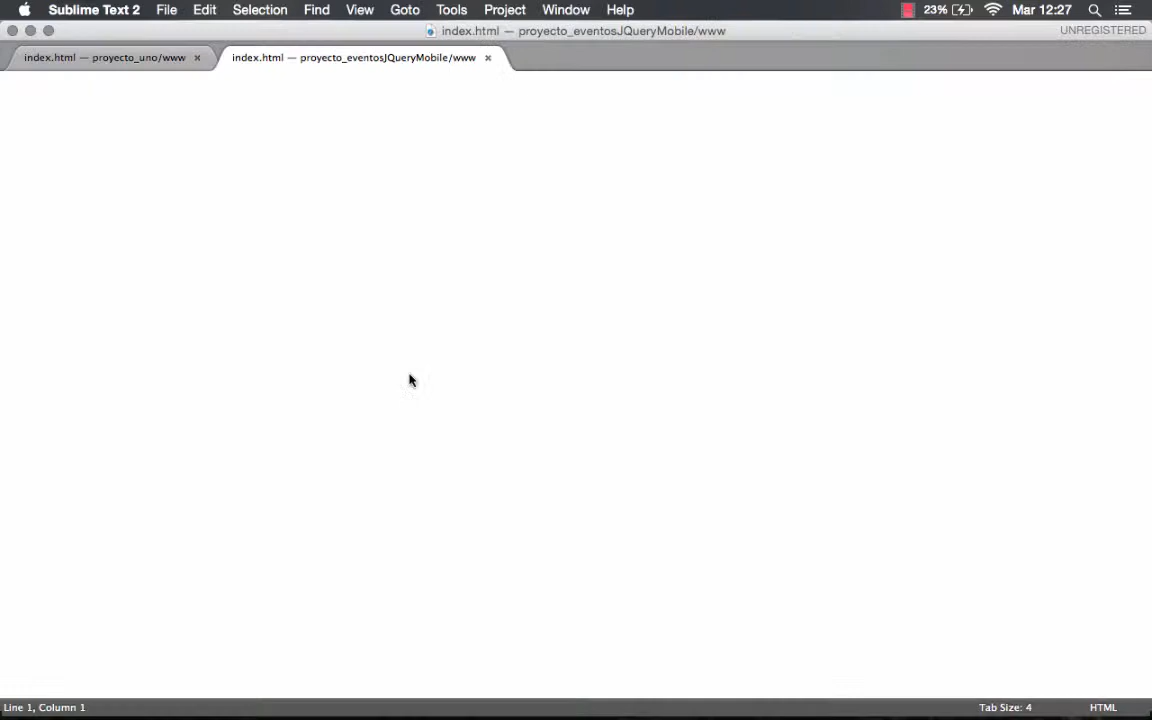 Sublime Text 2 File Edit Selection Find View Goto Tools Project Window Help 23% Mar 12:27
index.html — proyecto_eventosJQueryMobile/www UNREGISTERED
index.html — proyecto_uno/www × index.html — proyecto_eventosJQueryMobile/www ×
Line 1, Column 1 Tab Size: 4 HTML